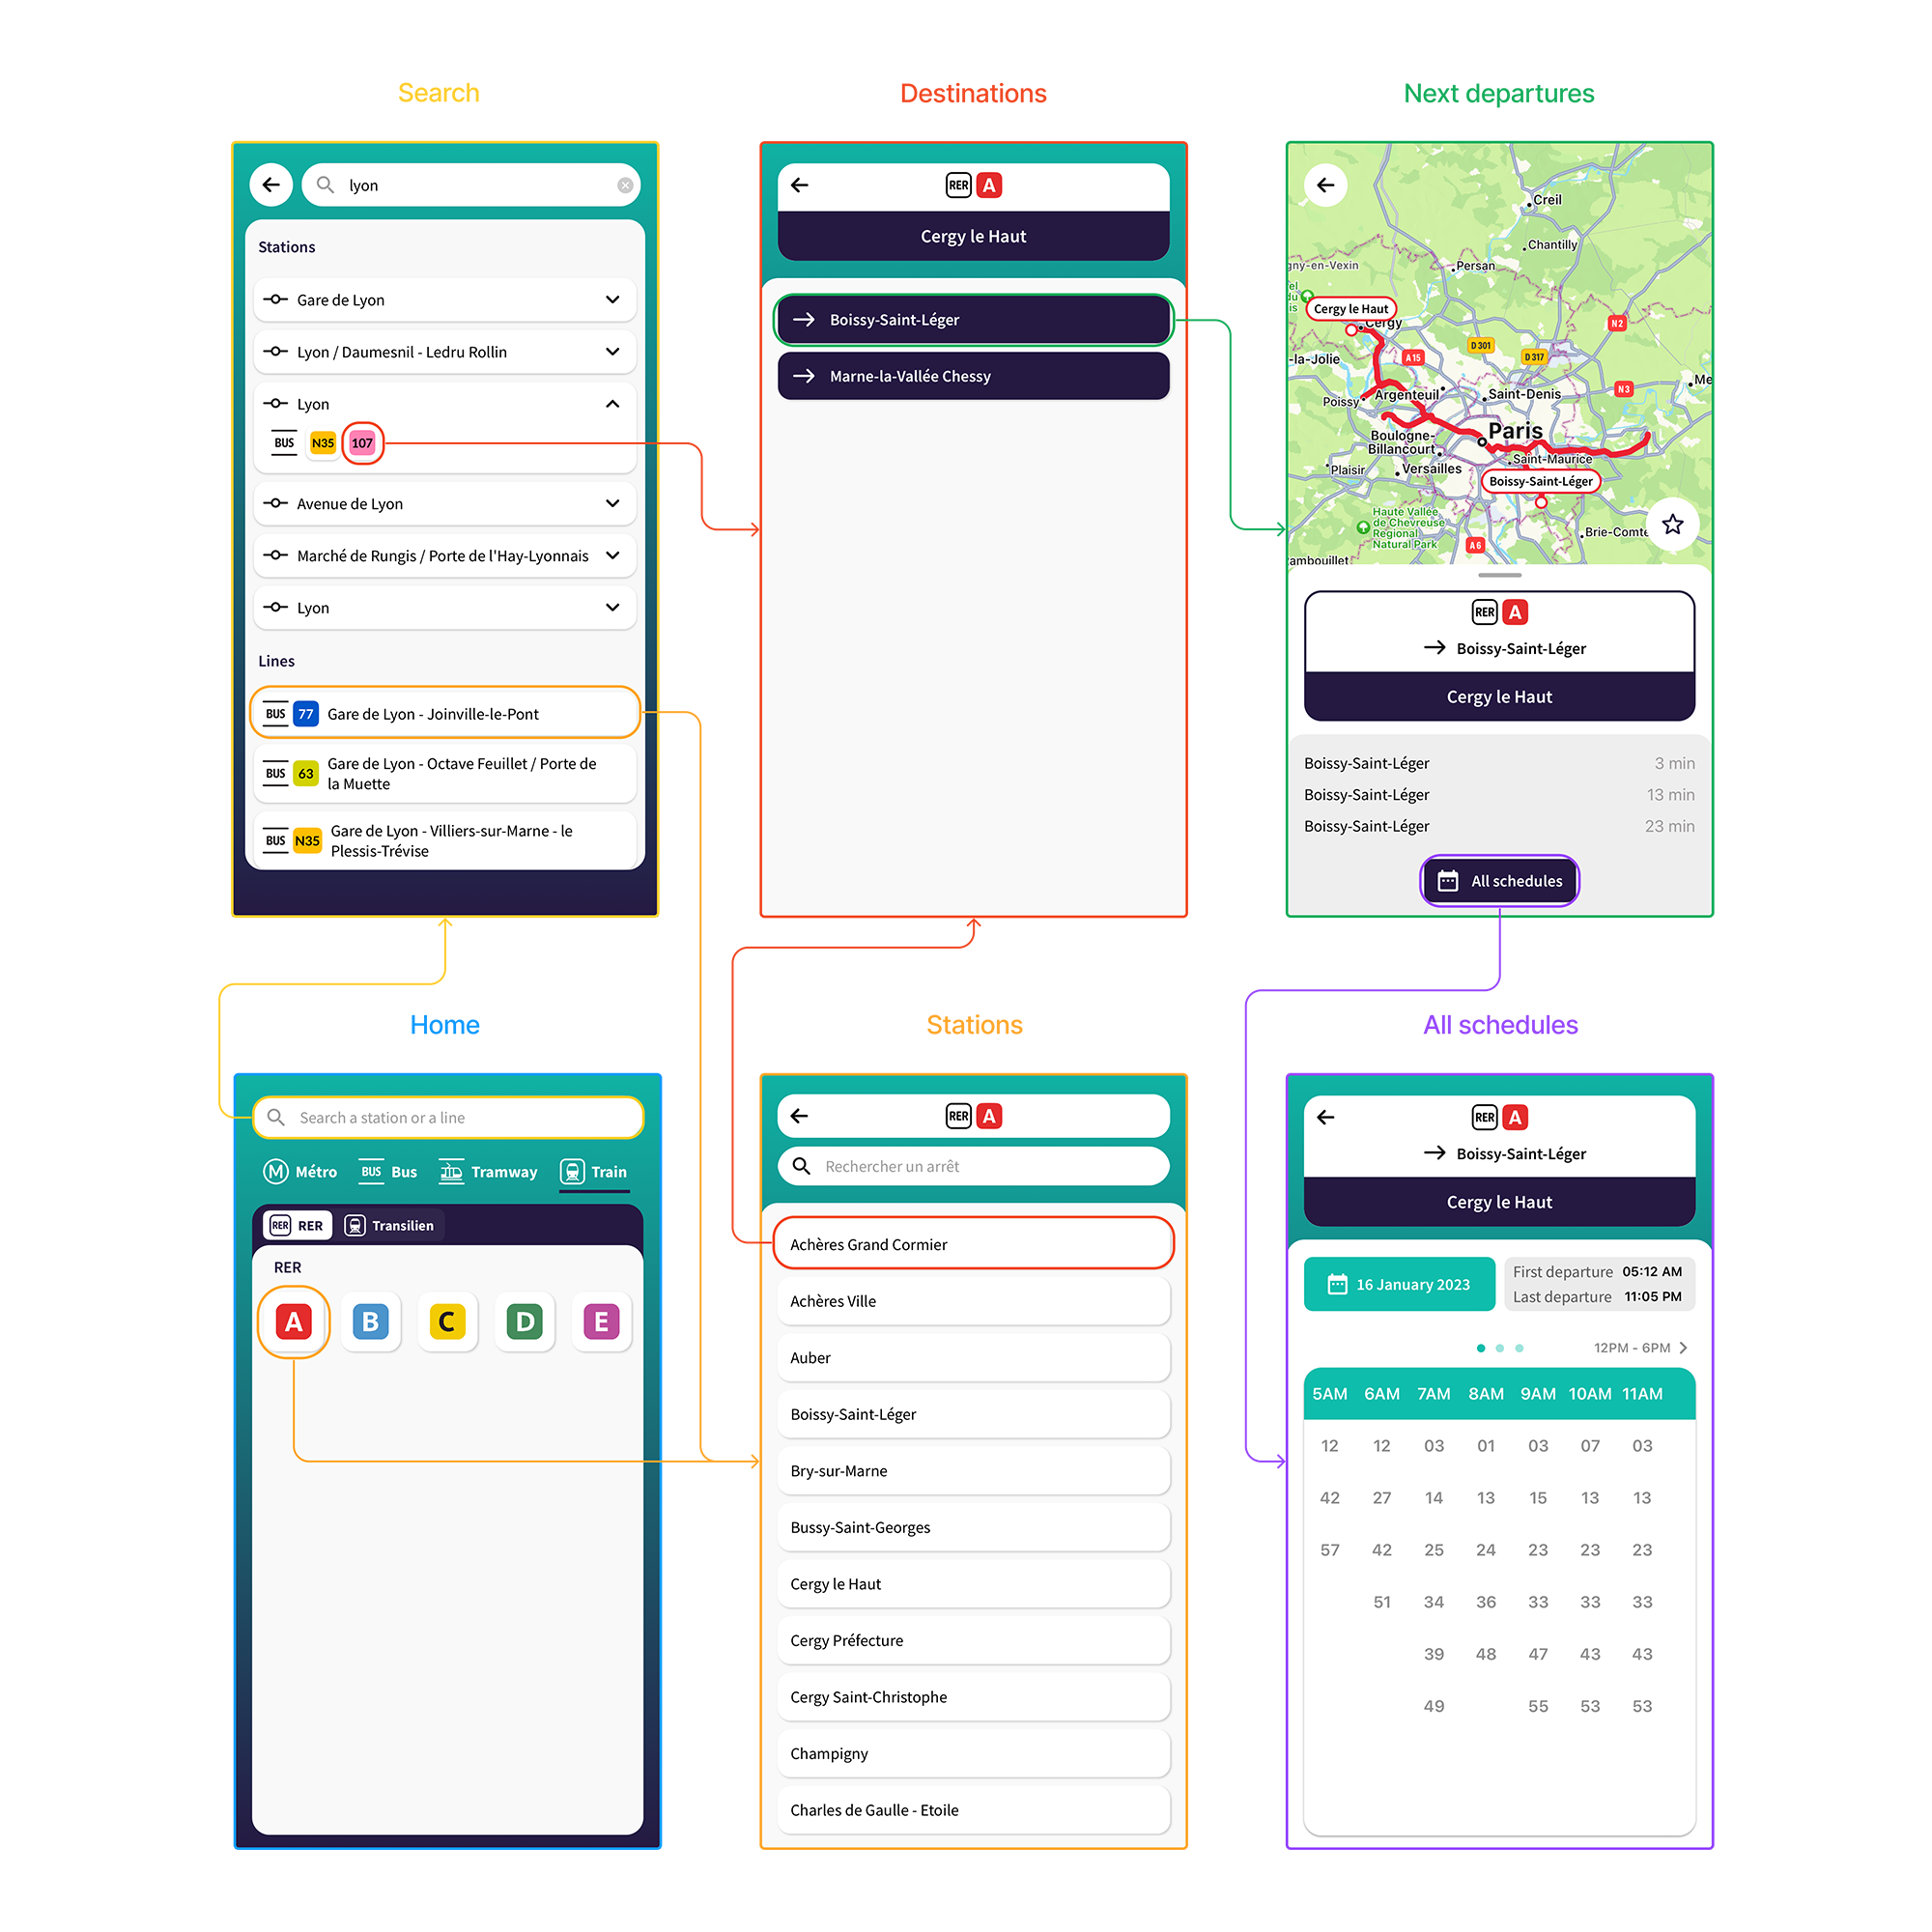 Search
lyon
Stations
Gare de Lyon
Lyon / Daumesnil - Ledru Rollin
Lyon
BUS N35 107
Avenue de Lyon
Marché de Rungis / Porte de l'Hay-Lyonnais
Lyon
Lines
BUS 77 Gare de Lyon - Joinville-le-Pont
BUS 63 Gare de Lyon - Octave Feuillet / Porte de
la Muette
BUS N35 Gare de Lyon - Villiers-sur-Marne - le
Plessis-Trévise
Destinations
RER A
Cergy le Haut
Boissy-Saint-Léger
Marne-la-Vallée Chessy
Next departures
Creil
Chantilly
gny-en-Vexin
Persan
Cergy le Haut
Cergy
N2
D 301
A15
D 317
-la-Jolie
Me
N3
Argenteuil
Saint-Denis
Poissy
Paris
Boulogne-
Billancourt
Saint-Maurice
Plaisir
Versailles
Boissy-Saint-Léger
Haute Vallée
de Chevreuse
Regional
Natural Park
Brie-Comte
A6
ambouillet
RER A
Boissy-Saint-Léger
Cergy le Haut
Boissy-Saint-Léger 3 min
Boissy-Saint-Léger 13 min
Boissy-Saint-Léger 23 min
All schedules
Home
Search a station or a line
M Métro BUS Bus Tramway Train
RER RER Transilien
RER
A B C D E
Stations
RER A
Rechercher un arrêt
Achères Grand Cormier
Achères Ville
Auber
Boissy-Saint-Léger
Bry-sur-Marne
Bussy-Saint-Georges
Cergy le Haut
Cergy Préfecture
Cergy Saint-Christophe
Champigny
Charles de Gaulle - Etoile
All schedules
RER A
Boissy-Saint-Léger
Cergy le Haut
16 January 2023
First departure 05:12 AM
Last departure 11:05 PM
12PM - 6PM
5AM 6AM 7AM 8AM 9AM 10AM 11AM
12 12 03 01 03 07 03
42 27 14 13 15 13 13
57 42 25 24 23 23 23
51 34 36 33 33 33
39 48 47 43 43
49 55 53 53